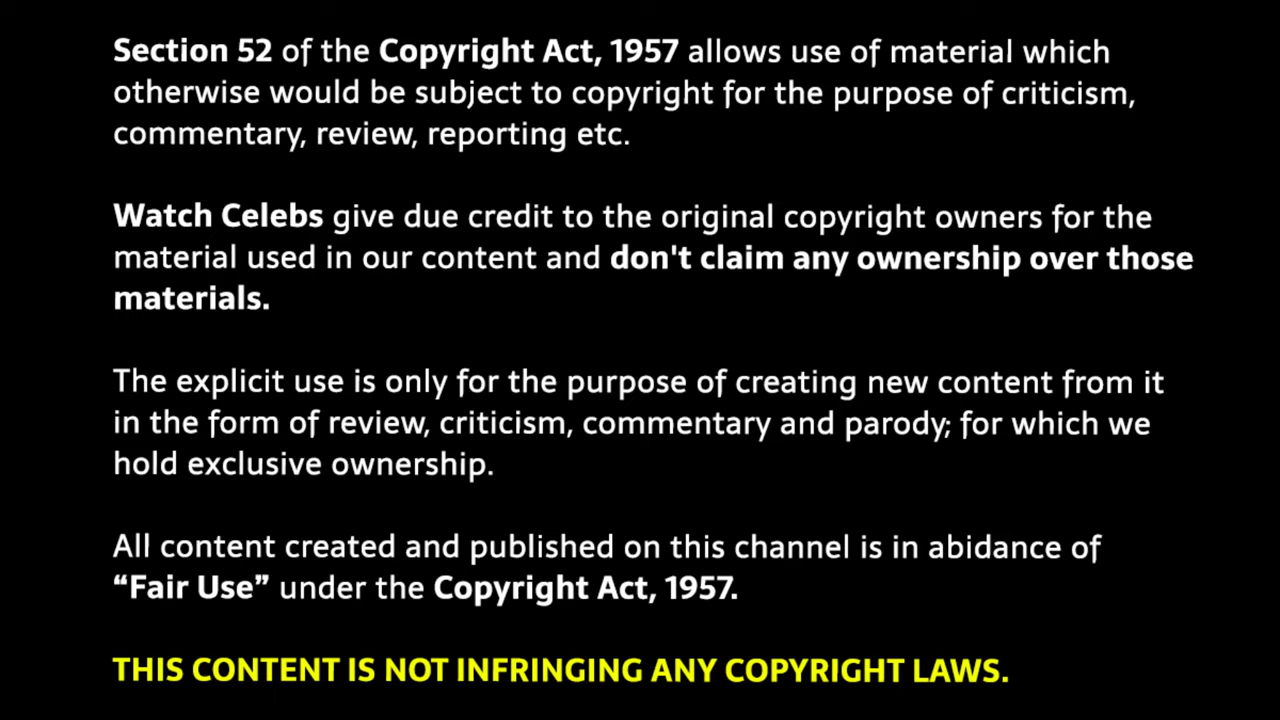 Section 52 of the Copyright Act, 1957 allows use of material which
otherwise would be subject to copyright for the purpose of criticism,
commentary, review, reporting etc.
Watch Celebs give due credit to the original copyright owners for the
material used in our content and don't claim any ownership over those
materials.
The explicit use is only for the purpose of creating new content from it
in the form of review, criticism, commentary and parody; for which we
hold exclusive ownership.
All content created and published on this channel is in abidance of
“Fair Use” under the Copyright Act, 1957.
THIS CONTENT IS NOT INFRINGING ANY COPYRIGHT LAWS.